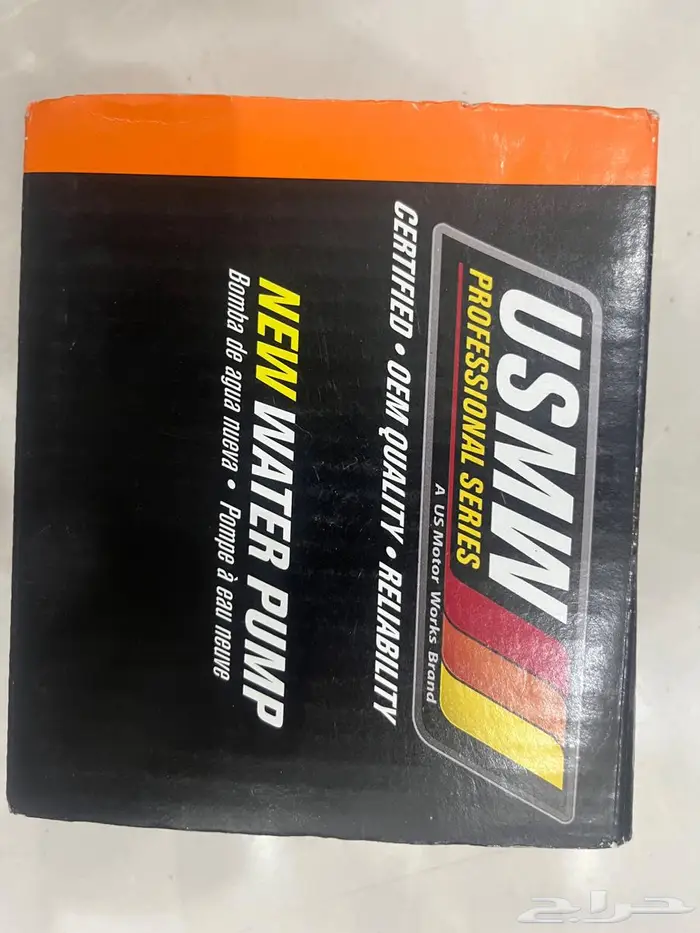 USMW
PROFESSIONAL SERIES
A US Motor Works Brand
CERTIFIED • OEM QUALITY • RELIABILITY
NEW WATER PUMP
Bomba de agua nueva • Pompe à eau neuve
حراج